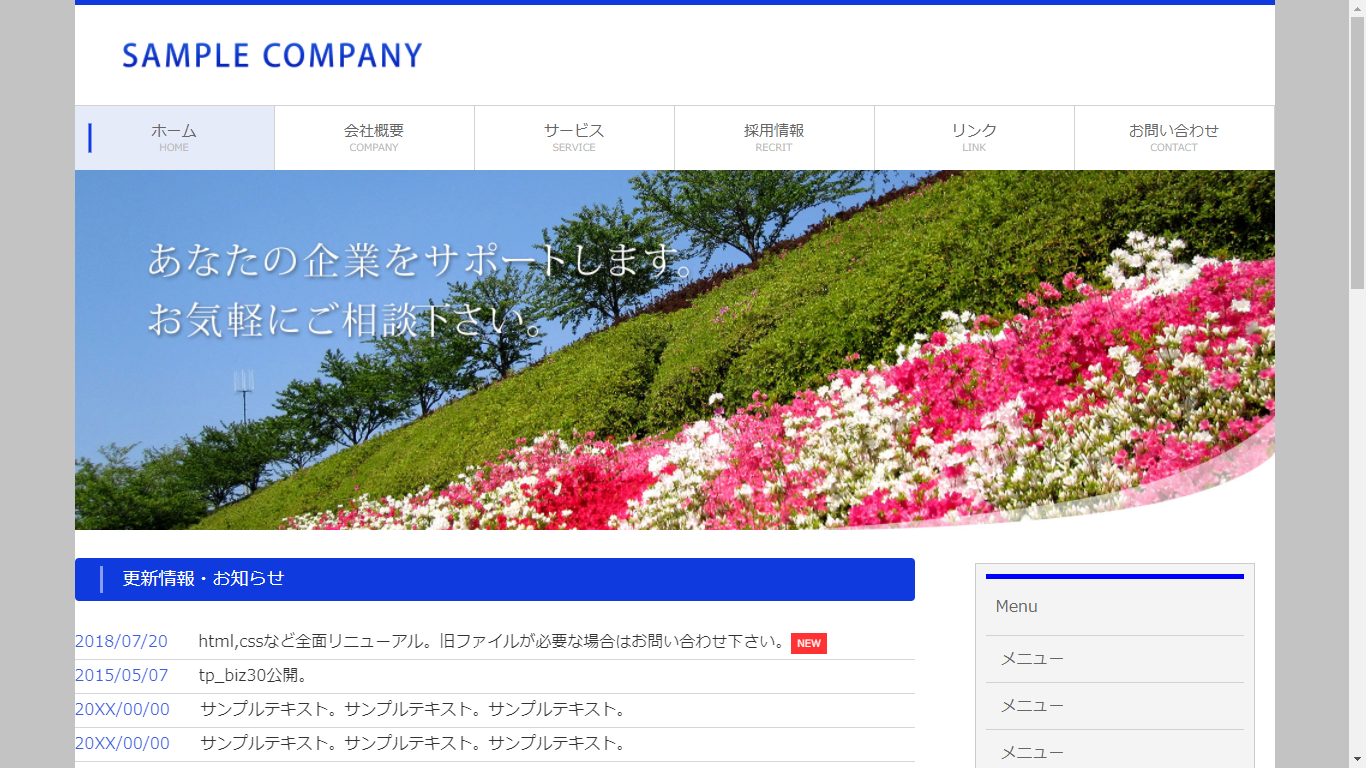 SAMPLE COMPANY
ホーム
HOME
会社概要
COMPANY
サービス
SERVICE
採用情報
RECRIT
リンク
LINK
お問い合わせ
CONTACT
あなたの企業をサポートします。
お気軽にご相談下さい。
更新情報・お知らせ
2018/07/20 html,cssなど全面リニューアル。旧ファイルが必要な場合はお問い合わせ下さい。 NEW
2015/05/07 tp_biz30公開。
20XX/00/00 サンプルテキスト。サンプルテキスト。サンプルテキスト。
20XX/00/00 サンプルテキスト。サンプルテキスト。サンプルテキスト。
Menu
メニュー
メニュー
メニュー